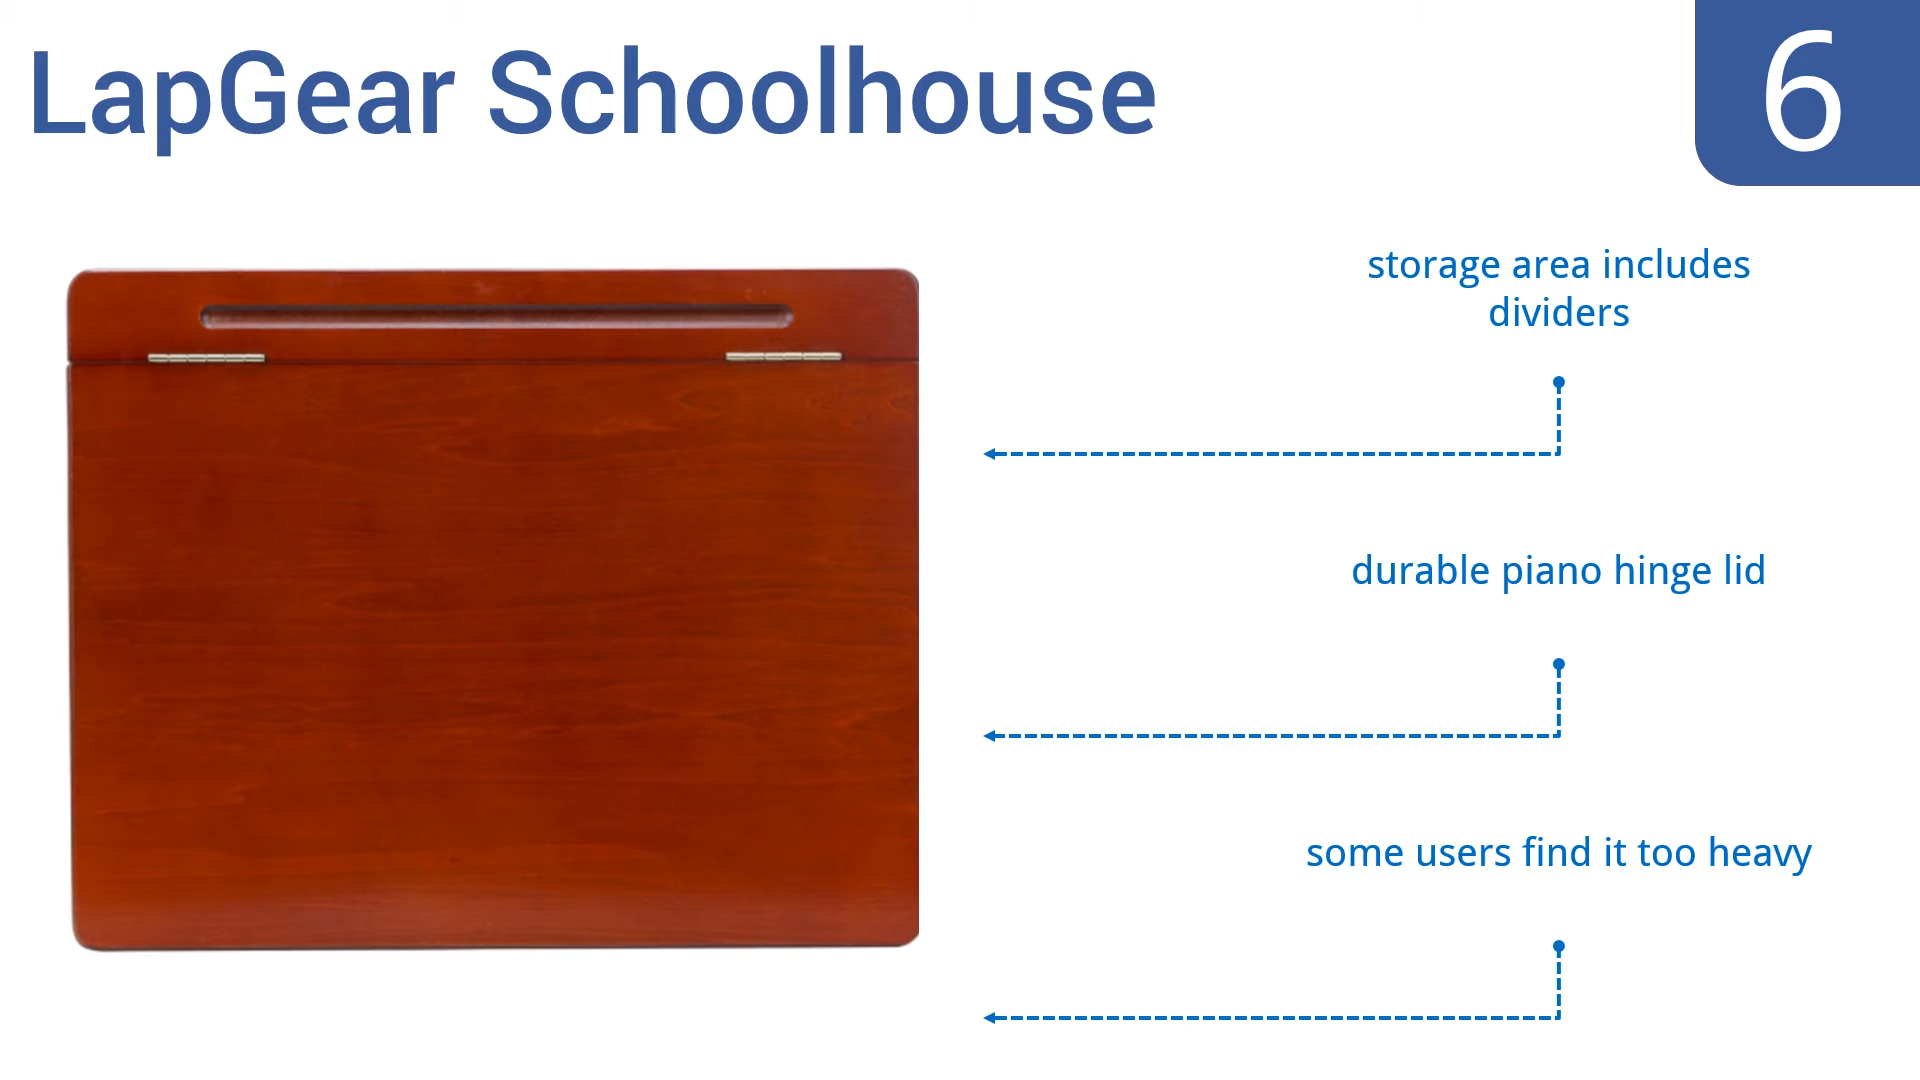 LapGear Schoolhouse
6
storage area includes
dividers
durable piano hinge lid
some users find it too heavy